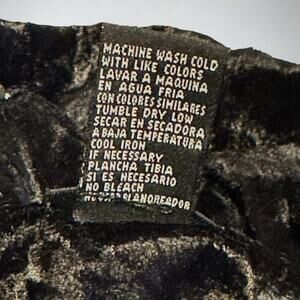 MACHINE WASH COLD
WITH LIKE COLORS
LAVAR A MAQUINA
EN AGUA FRIA
CON COLORES SIMILARES
TUMBLE DRY LOW
SECAR EN SECADORA
A BAJA TEMPERATURA
COOL IRON
IF NECESSARY
PLANCHA TIBIA
SI ES NECESARIO
NO BLEACH
BLANQREADOR